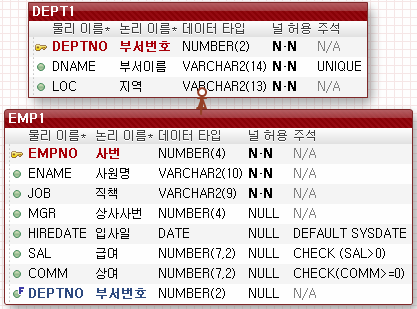 DEPT1
물리 이름* 논리 이름* 데이터 타입 널 허용 주석
DEPTNO 부서번호 NUMBER(2) N·N N/A
DNAME 부서이름 VARCHAR2(14) N·N UNIQUE
LOC 지역 VARCHAR2(13) N·N N/A
EMP1
물리 이름* 논리 이름* 데이터 타입 널 허용 주석
EMPNO 사번 NUMBER(4) N·N N/A
ENAME 사원명 VARCHAR2(10) N·N N/A
JOB 직책 VARCHAR2(9) N·N N/A
MGR 상사사번 NUMBER(4) NULL N/A
HIREDATE 입사일 DATE NULL DEFAULT SYSDATE
SAL 급여 NUMBER(7,2) NULL CHECK (SAL>0)
COMM 상여 NUMBER(7,2) NULL CHECK(COMM>=0)
F DEPTNO 부서번호 NUMBER(2) NULL N/A